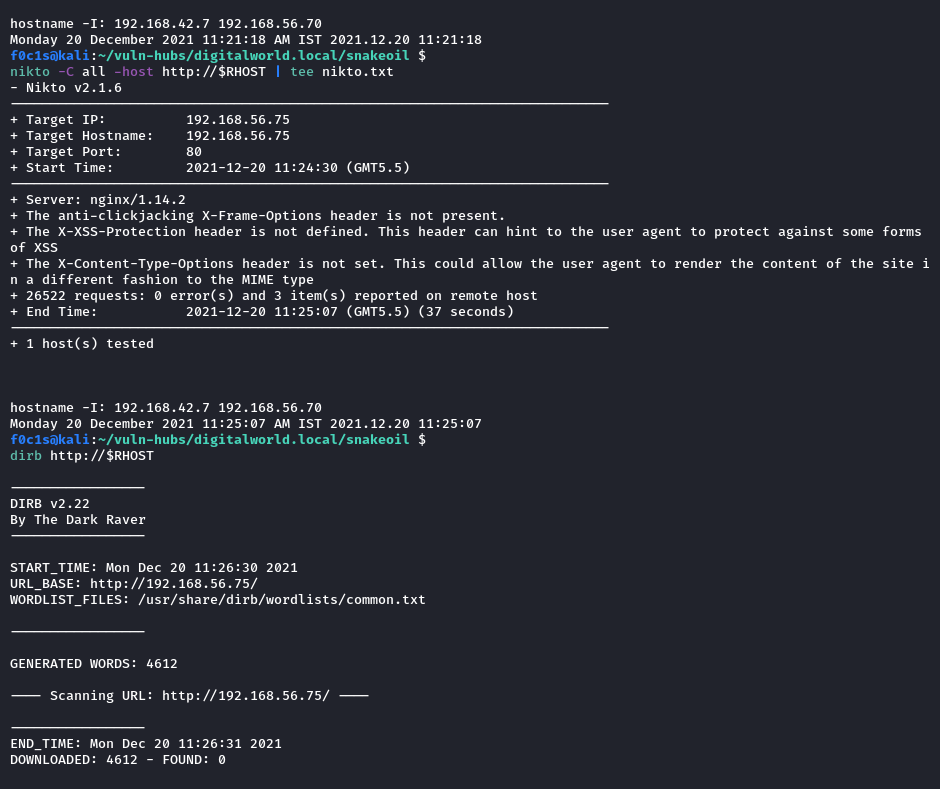 hostname -I: 192.168.42.7 192.168.56.70
Monday 20 December 2021 11:21:18 AM IST 2021.12.20 11:21:18
f0c1s@kali:~/vuln-hubs/digitalworld.local/snakeoil $
nikto -C all -host http://$RHOST | tee nikto.txt
- Nikto v2.1.6
---------------------------------------------------------------------------
+ Target IP:          192.168.56.75
+ Target Hostname:    192.168.56.75
+ Target Port:        80
+ Start Time:         2021-12-20 11:24:30 (GMT5.5)
---------------------------------------------------------------------------
+ Server: nginx/1.14.2
+ The anti-clickjacking X-Frame-Options header is not present.
+ The X-XSS-Protection header is not defined. This header can hint to the user agent to protect against some forms
of XSS
+ The X-Content-Type-Options header is not set. This could allow the user agent to render the content of the site i
n a different fashion to the MIME type
+ 26522 requests: 0 error(s) and 3 item(s) reported on remote host
+ End Time:           2021-12-20 11:25:07 (GMT5.5) (37 seconds)
---------------------------------------------------------------------------
+ 1 host(s) tested
hostname -I: 192.168.42.7 192.168.56.70
Monday 20 December 2021 11:25:07 AM IST 2021.12.20 11:25:07
f0c1s@kali:~/vuln-hubs/digitalworld.local/snakeoil $
dirb http://$RHOST
-----------------
DIRB v2.22
By The Dark Raver
-----------------
START_TIME: Mon Dec 20 11:26:30 2021
URL_BASE: http://192.168.56.75/
WORDLIST_FILES: /usr/share/dirb/wordlists/common.txt
-----------------
GENERATED WORDS: 4612
---- Scanning URL: http://192.168.56.75/ ----
-----------------
END_TIME: Mon Dec 20 11:26:31 2021
DOWNLOADED: 4612 - FOUND: 0